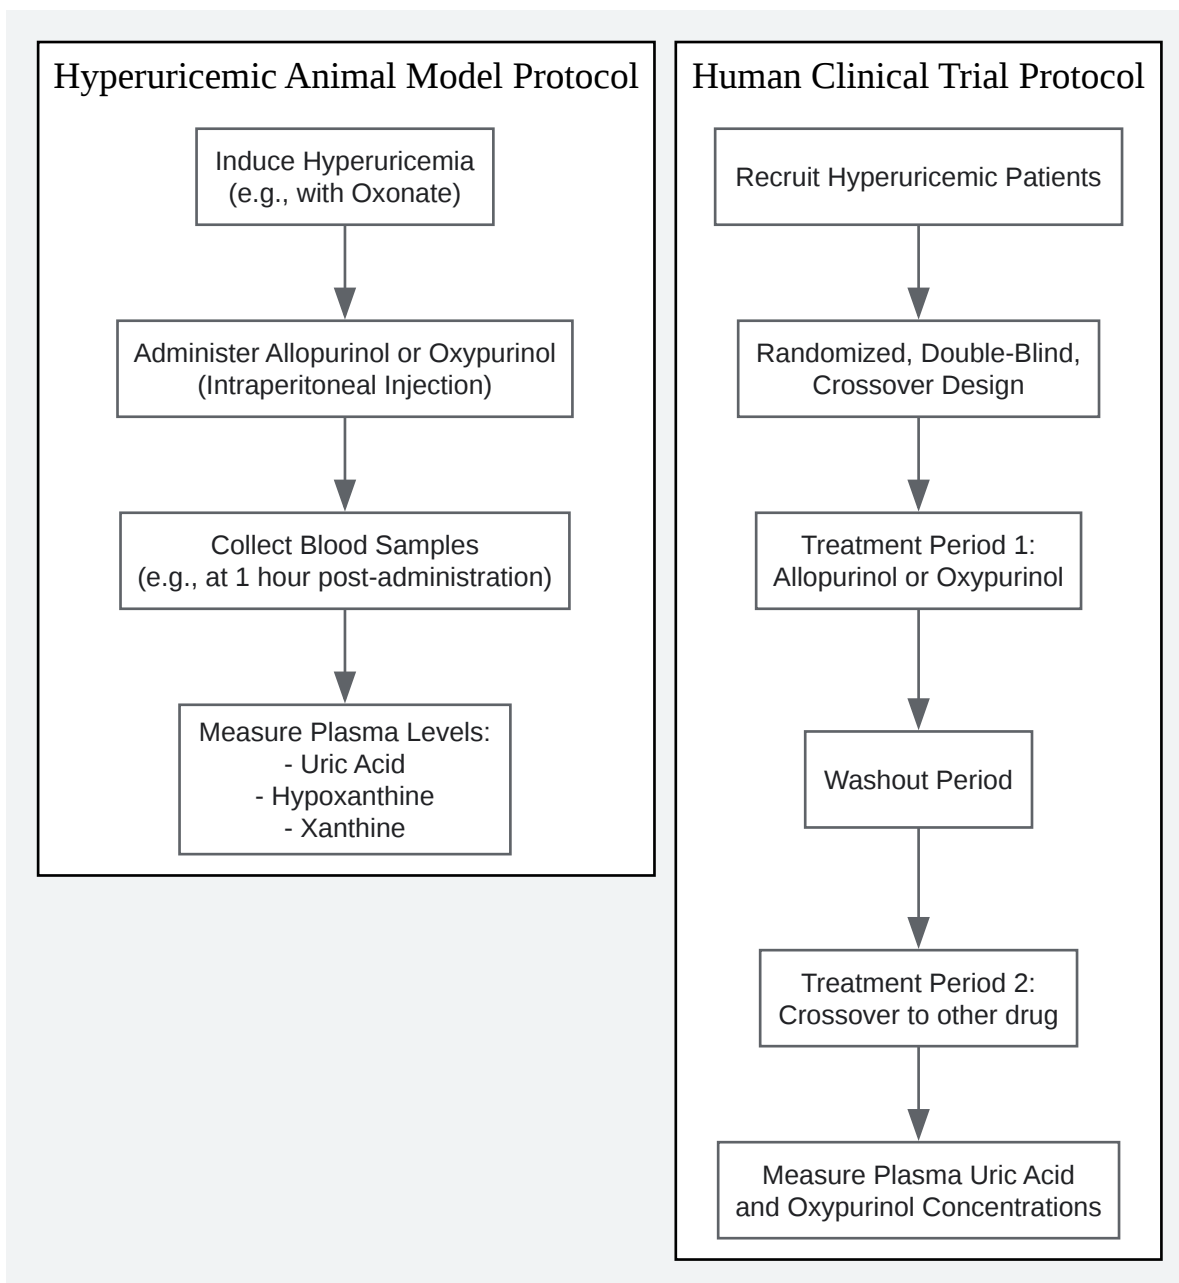 Hyperuricemic Animal Model Protocol
Induce Hyperuricemia
(e.g., with Oxonate)
Administer Allopurinol or Oxypurinol
(Intraperitoneal Injection)
Collect Blood Samples
(e.g., at 1 hour post-administration)
Measure Plasma Levels:
- Uric Acid
- Hypoxanthine
- Xanthine
Human Clinical Trial Protocol
Recruit Hyperuricemic Patients
Randomized, Double-Blind,
Crossover Design
Treatment Period 1:
Allopurinol or Oxypurinol
Washout Period
Treatment Period 2:
Crossover to other drug
Measure Plasma Uric Acid
and Oxypurinol Concentrations